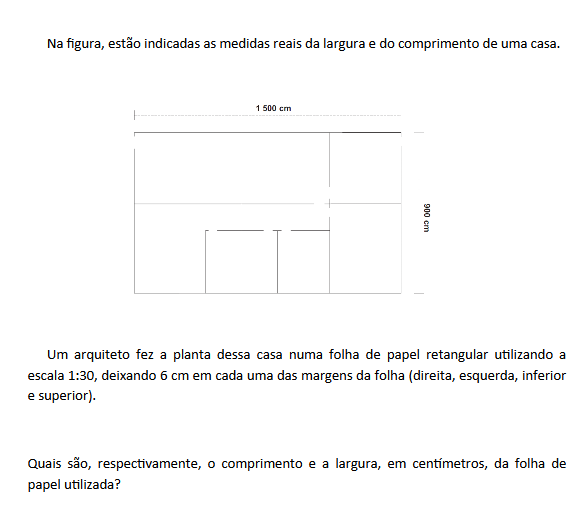 Na figura, estão indicadas as medidas reais da largura e do comprimento de uma casa.
1 500 cm
900 cm
Um arquiteto fez a planta dessa casa numa folha de papel retangular utilizando a
escala 1:30, deixando 6 cm em cada uma das margens da folha (direita, esquerda, inferior
e superior).
Quais são, respectivamente, o comprimento e a largura, em centímetros, da folha de
papel utilizada?